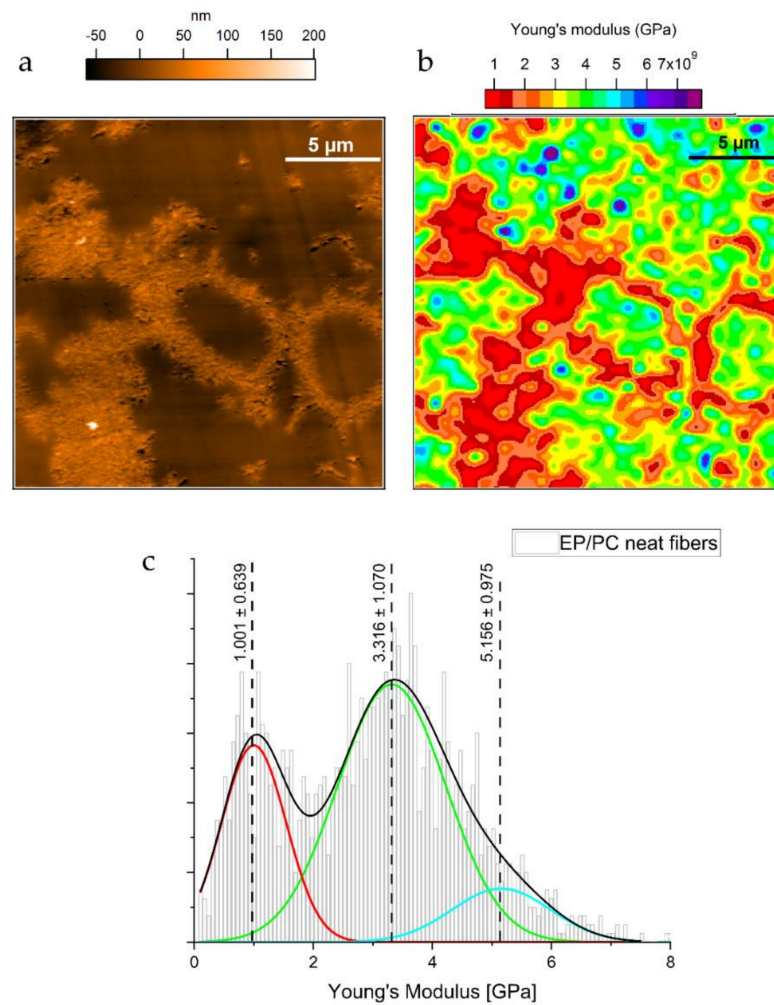 nm
-50 0 50 100 150 200
a
5 µm
Young's modulus (GPa)
b
1 2 3 4 5 6 7x10⁹
5 µm
c
EP/PC neat fibers
1.001 ± 0.639
3.316 ± 1.070
5.156 ± 0.975
0 2 4 6 8
Young's Modulus [GPa]